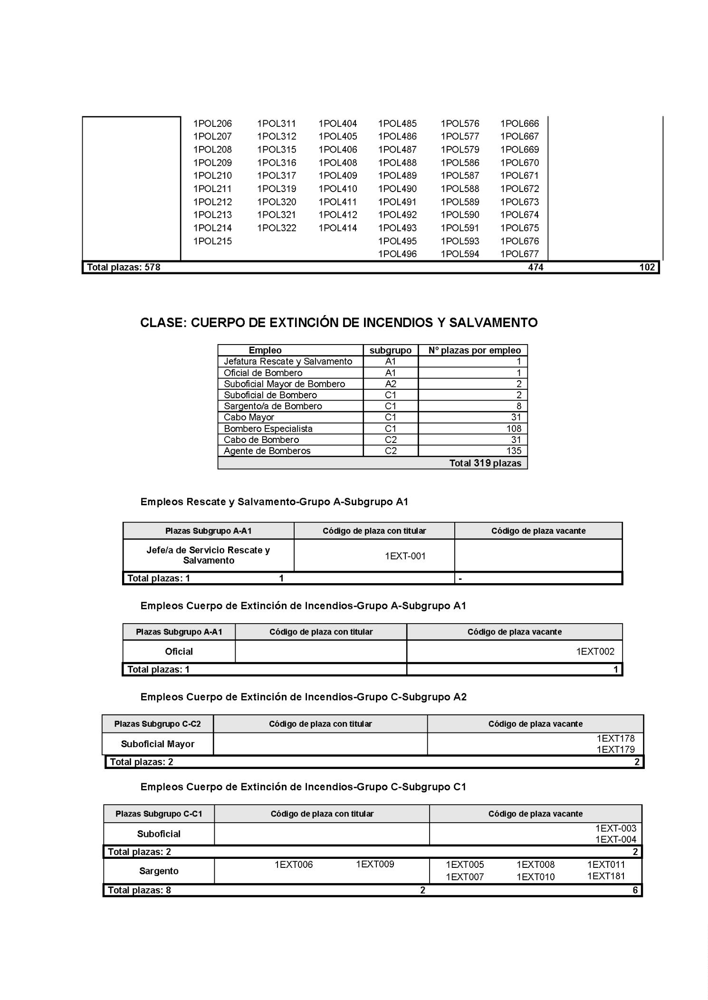 1POL206 1POL311 1POL404 1POL485 1POL576 1POL666
1POL207 1POL312 1POL405 1POL486 1POL577 1POL667
1POL208 1POL315 1POL406 1POL487 1POL579 1POL669
1POL209 1POL316 1POL408 1POL488 1POL586 1POL670
1POL210 1POL317 1POL409 1POL489 1POL587 1POL671
1POL211 1POL319 1POL410 1POL490 1POL588 1POL672
1POL212 1POL320 1POL411 1POL491 1POL589 1POL673
1POL213 1POL321 1POL412 1POL492 1POL590 1POL674
1POL214 1POL322 1POL414 1POL493 1POL591 1POL675
1POL215 1POL495 1POL593 1POL676
1POL496 1POL594 1POL677
Total plazas: 578 474 102
CLASE: CUERPO DE EXTINCIÓN DE INCENDIOS Y SALVAMENTO
Empleo subgrupo Nº plazas por empleo
Jefatura Rescate y Salvamento A1 1
Oficial de Bombero A1 1
Suboficial Mayor de Bombero A2 2
Suboficial de Bombero C1 2
Sargento/a de Bombero C1 8
Cabo Mayor C1 31
Bombero Especialista C1 108
Cabo de Bombero C2 31
Agente de Bomberos C2 135
Total 319 plazas
Empleos Rescate y Salvamento-Grupo A-Subgrupo A1
Plazas Subgrupo A-A1 Código de plaza con titular Código de plaza vacante
Jefe/a de Servicio Rescate y
Salvamento 1EXT-001
Total plazas: 1 1 -
Empleos Cuerpo de Extinción de Incendios-Grupo A-Subgrupo A1
Plazas Subgrupo A-A1 Código de plaza con titular Código de plaza vacante
Oficial 1EXT002
Total plazas: 1 1
Empleos Cuerpo de Extinción de Incendios-Grupo C-Subgrupo A2
Plazas Subgrupo C-C2 Código de plaza con titular Código de plaza vacante
Suboficial Mayor 1EXT178
1EXT179
Total plazas: 2 2
Empleos Cuerpo de Extinción de Incendios-Grupo C-Subgrupo C1
Plazas Subgrupo C-C1 Código de plaza con titular Código de plaza vacante
Suboficial 1EXT-003
1EXT-004
Total plazas: 2 2
Sargento 1EXT006 1EXT009 1EXT005 1EXT008 1EXT011
1EXT007 1EXT010 1EXT181
Total plazas: 8 2 6